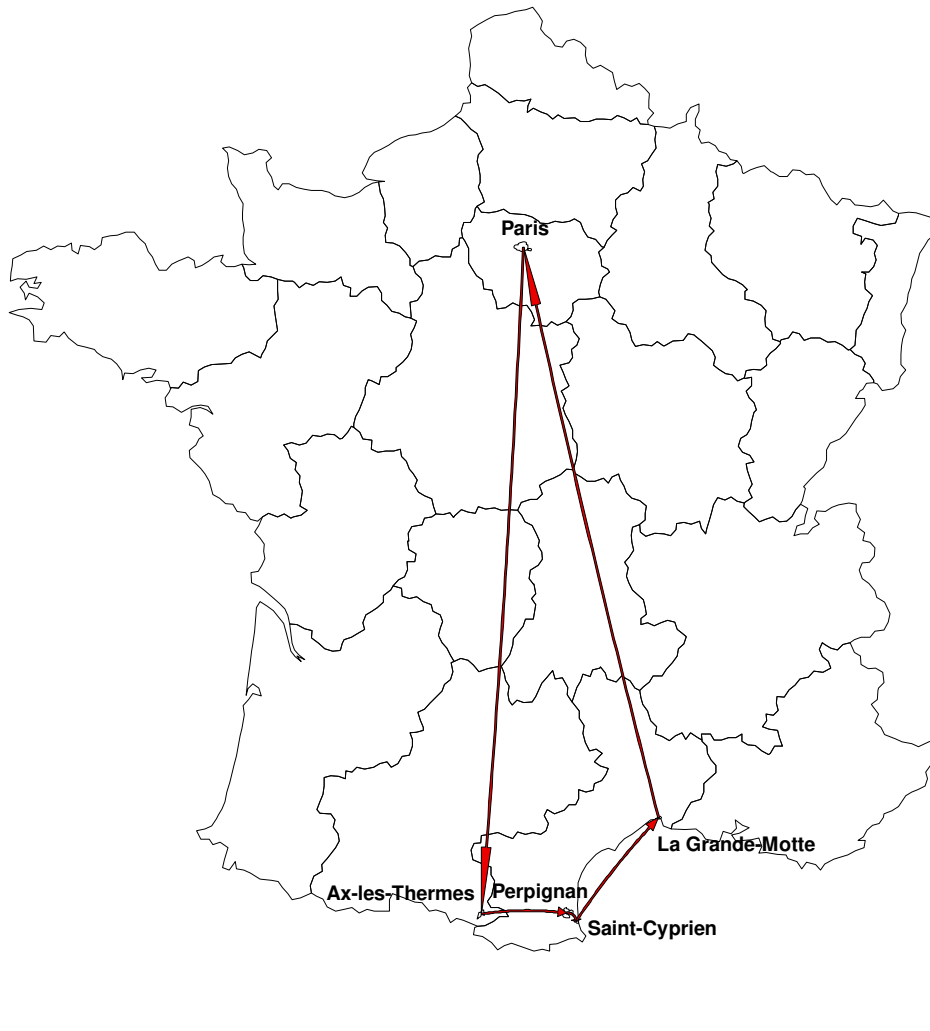 Paris
Ax-les-Thermes
Perpignan
La Grande-Motte
Saint-Cyprien